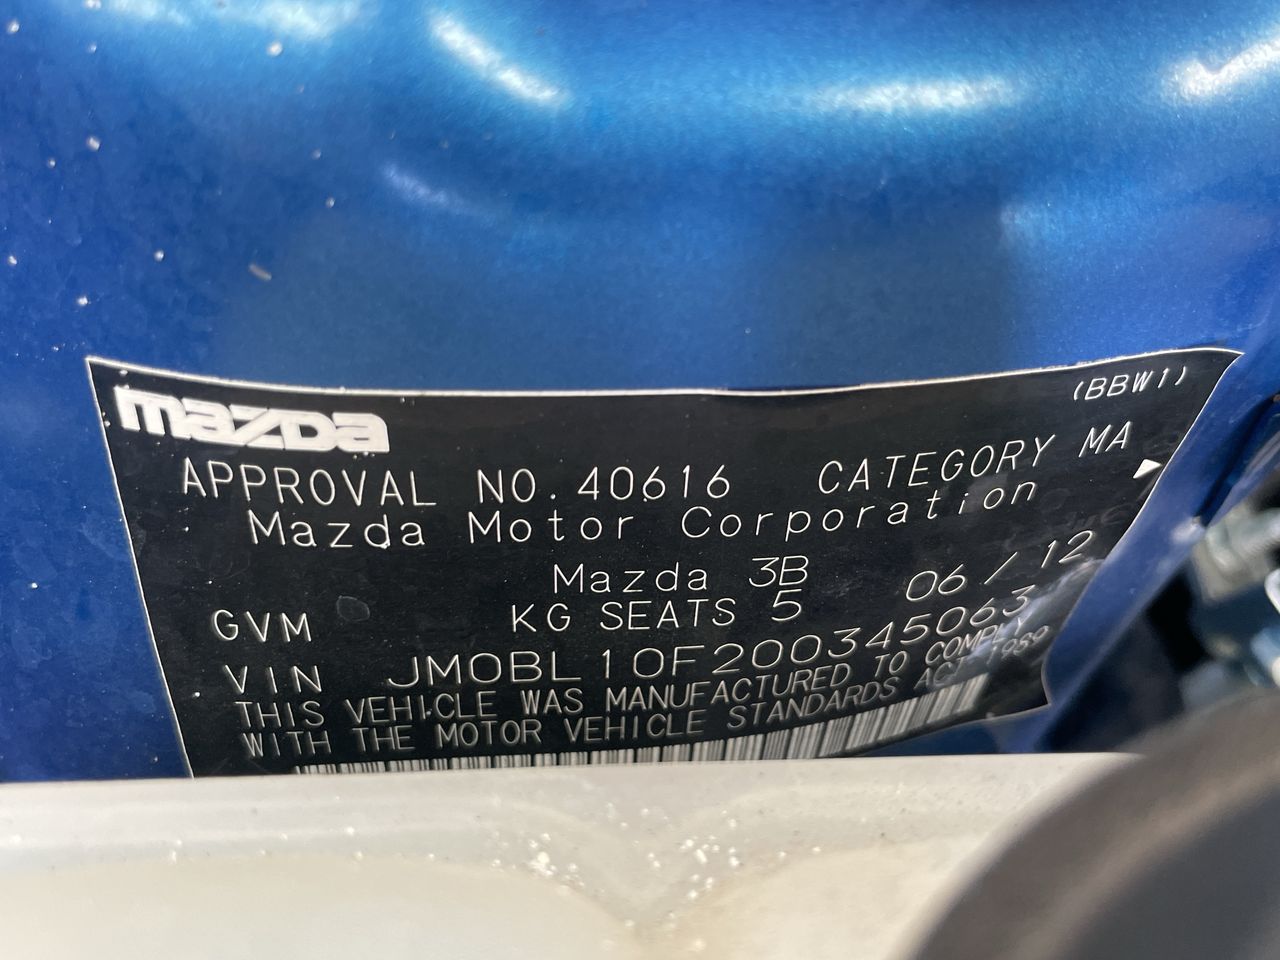 (BBW1)
mazda
APPROVAL NO. 40616 CATEGORY MA
Mazda Motor Corporation
Mazda 3B 06 / 12
GVM KG SEATS 5
VIN JM0BL10F200345063
THIS VEHICLE WAS MANUFACTURED TO COMPLY
WITH THE MOTOR VEHICLE STANDARDS ACT 1989